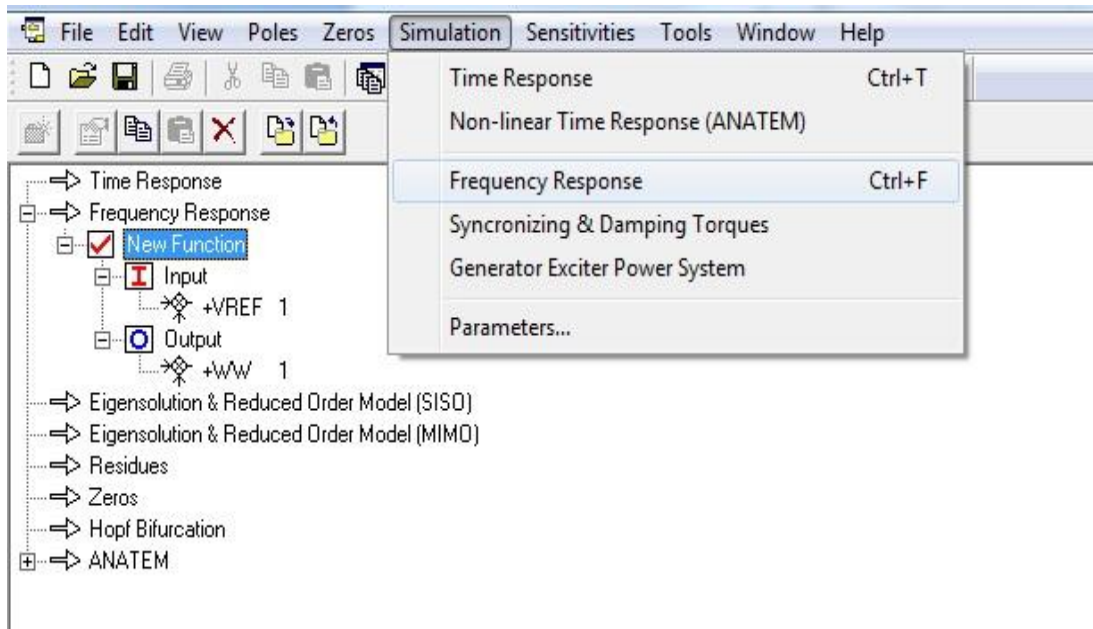 File Edit View Poles Zeros Simulation Sensitivities Tools Window Help
Time Response Ctrl+T
Non-linear Time Response (ANATEM)
Frequency Response Ctrl+F
Syncronizing & Damping Torques
Generator Exciter Power System
Parameters...
Time Response
Frequency Response
New Function
I Input
+VREF 1
O Output
+WW 1
Eigensolution & Reduced Order Model (SISO)
Eigensolution & Reduced Order Model (MIMO)
Residues
Zeros
Hopf Bifurcation
ANATEM